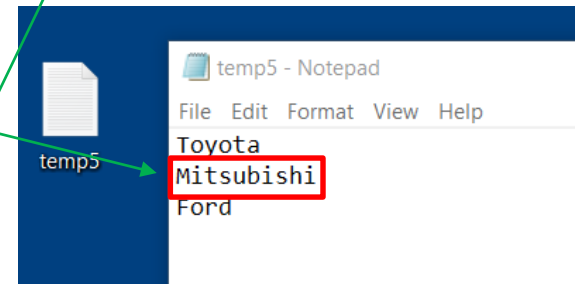 temp5 - Notepad
File Edit Format View Help
temp5
Toyota
Mitsubishi
Ford